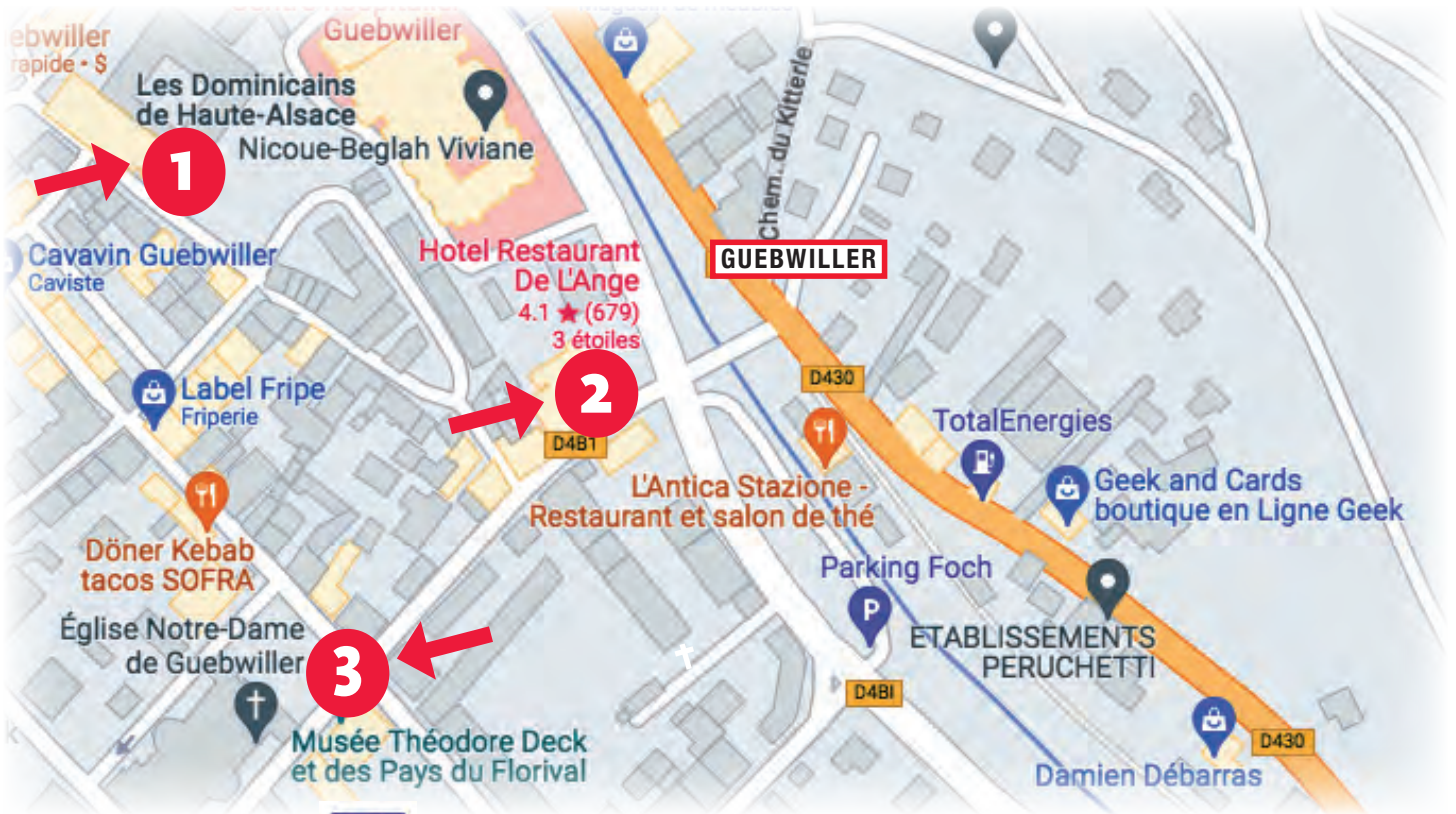 Guebwiller
ebwiller
rapide • $
Les Dominicains
de Haute-Alsace
Nicoue-Beglah Viviane
1
Chem. du Kitterle
Cavavin Guebwiller
Caviste
Hotel Restaurant
De L'Ange
4.1 ★ (679)
3 étoiles
GUEBWILLER
2
D430
Label Fripe
Friperie
D4B1
TotalEnergies
L'Antica Stazione -
Restaurant et salon de thé
Geek and Cards
boutique en Ligne Geek
Döner Kebab
tacos SOFRA
Parking Foch
P
Église Notre-Dame
de Guebwiller
3
ETABLISSEMENTS
PERUCHETTI
D4BI
Musée Théodore Deck
et des Pays du Florival
D430
Damien Débarras